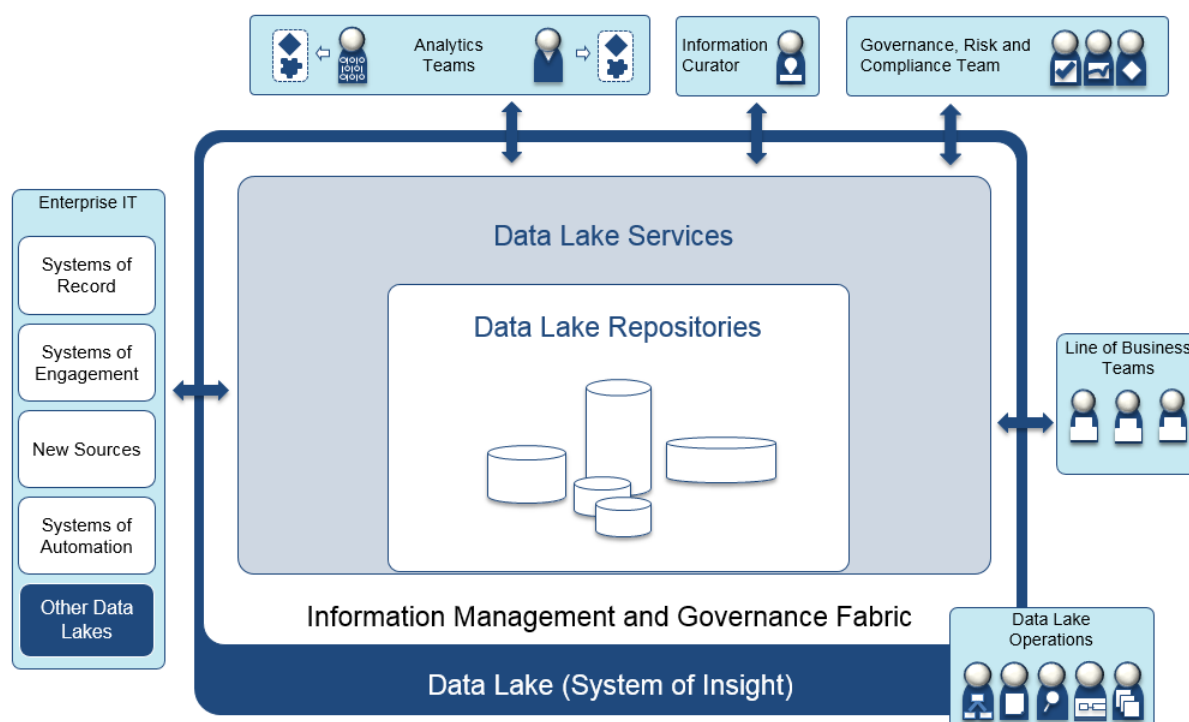 Analytics
Teams
Information
Curator
Governance, Risk and
Compliance Team
Enterprise IT
Systems of
Record
Systems of
Engagement
New Sources
Systems of
Automation
Other Data
Lakes
Data Lake Services
Data Lake Repositories
Line of Business
Teams
Information Management and Governance Fabric
Data Lake (System of Insight)
Data Lake
Operations